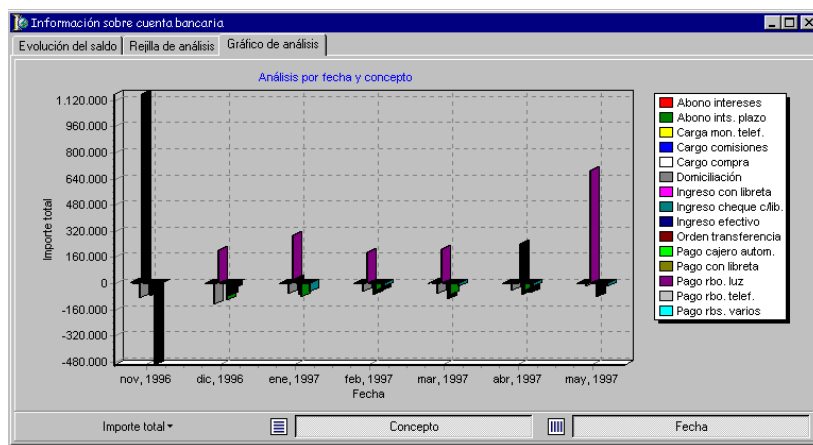 Información sobre cuenta bancaria
Evolución del saldo Rejilla de análisis Gráfico de análisis
Análisis por fecha y concepto
Importe total
1.120.000
960.000
800.000
640.000
480.000
320.000
160.000
0
-160.000
-320.000
-480.000
nov, 1996 dic, 1996 ene, 1997 feb, 1997 mar, 1997 abr, 1997 may, 1997
Fecha
Abono intereses
Abono ints. plazo
Carga mon. telef.
Cargo comisiones
Cargo compra
Domiciliación
Ingreso con libreta
Ingreso cheque c/lib.
Ingreso efectivo
Orden transferencia
Pago cajero autom.
Pago con libreta
Pago rbo. luz
Pago rbo. telef.
Pago rbs. varios
Importe total Concepto Fecha